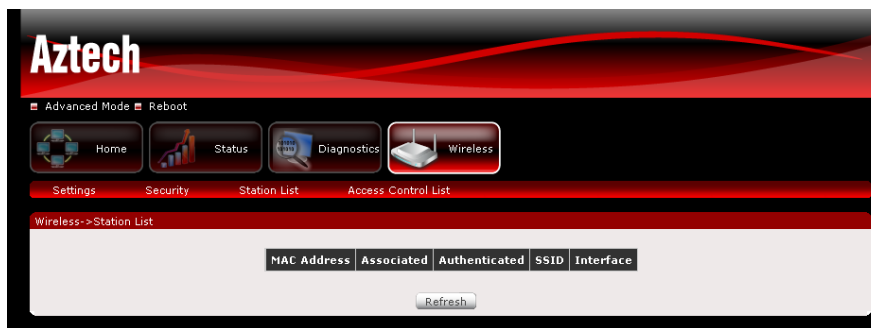 Aztech
Advanced Mode Reboot
Home Status Diagnostics Wireless
Settings Security Station List Access Control List
Wireless->Station List
MAC Address Associated Authenticated SSID Interface
Refresh